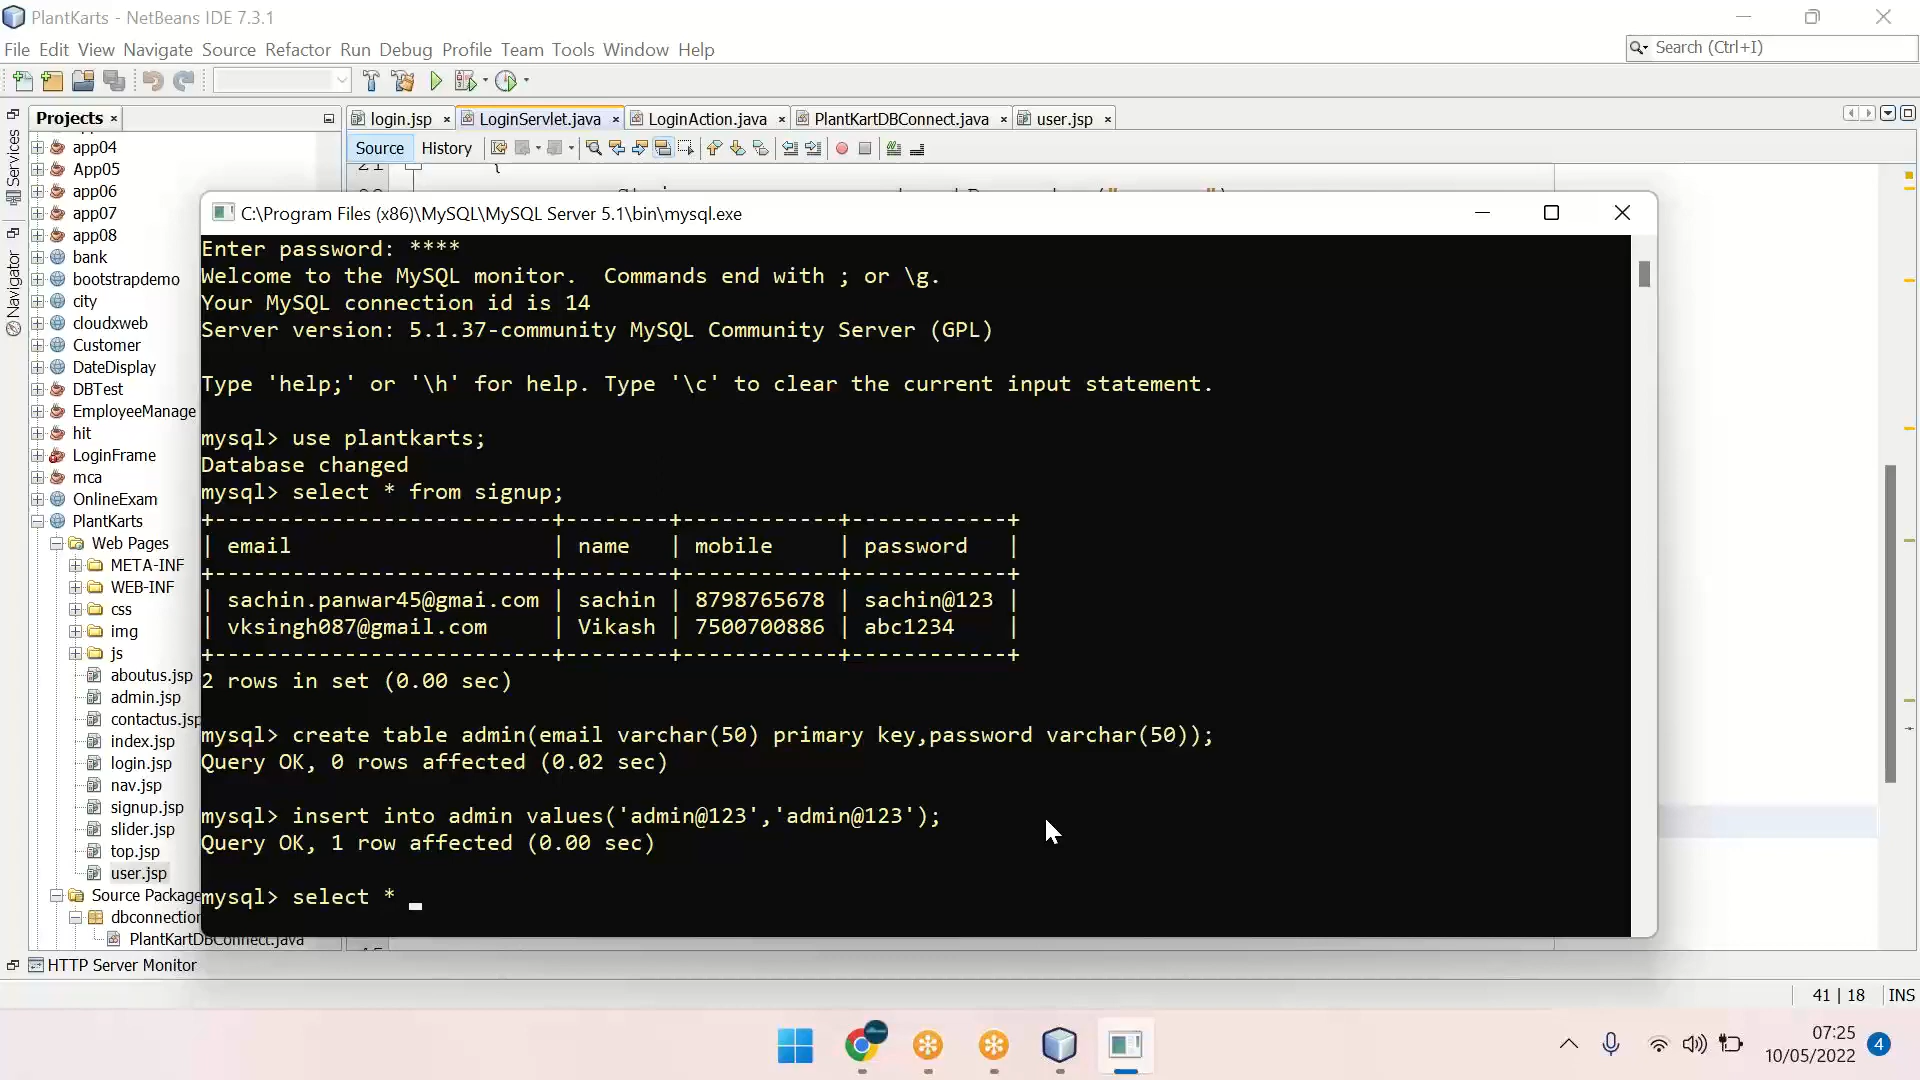 PlantKarts - NetBeans IDE 7.3.1
File Edit View Navigate Source Refactor Run Debug Profile Team Tools Window Help
Search (Ctrl+I)
Projects
login.jsp
LoginServlet.java
LoginAction.java
PlantKartDBConnect.java
user.jsp
Source
History
Services
Navigator
app04
App05
app06
app07
app08
bank
bootstrapdemo
city
cloudxweb
Customer
DateDisplay
DBTest
EmployeeManage
hit
LoginFrame
mca
OnlineExam
PlantKarts
Web Pages
META-INF
WEB-INF
css
img
js
aboutus.jsp
admin.jsp
contactus.jsp
index.jsp
login.jsp
nav.jsp
signup.jsp
slider.jsp
top.jsp
user.jsp
Source Package
dbconnection
PlantKartDBConnect.java
C:\Program Files (x86)\MySQL\MySQL Server 5.1\bin\mysql.exe
Enter password: ****
Welcome to the MySQL monitor.  Commands end with ; or \g.
Your MySQL connection id is 14
Server version: 5.1.37-community MySQL Community Server (GPL)
Type 'help;' or '\h' for help. Type '\c' to clear the current input statement.
mysql> use plantkarts;
Database changed
mysql> select * from signup;
+--------------------------+--------+------------+------------+
| email                    | name   | mobile     | password   |
+--------------------------+--------+------------+------------+
| sachin.panwar45@gmai.com | sachin | 8798765678 | sachin@123 |
| vksingh087@gmail.com     | Vikash | 7500700886 | abc1234    |
+--------------------------+--------+------------+------------+
2 rows in set (0.00 sec)
mysql> create table admin(email varchar(50) primary key,password varchar(50));
Query OK, 0 rows affected (0.02 sec)
mysql> insert into admin values('admin@123','admin@123');
Query OK, 1 row affected (0.00 sec)
mysql> select * _
HTTP Server Monitor
41 | 18
INS
07:25
10/05/2022
4